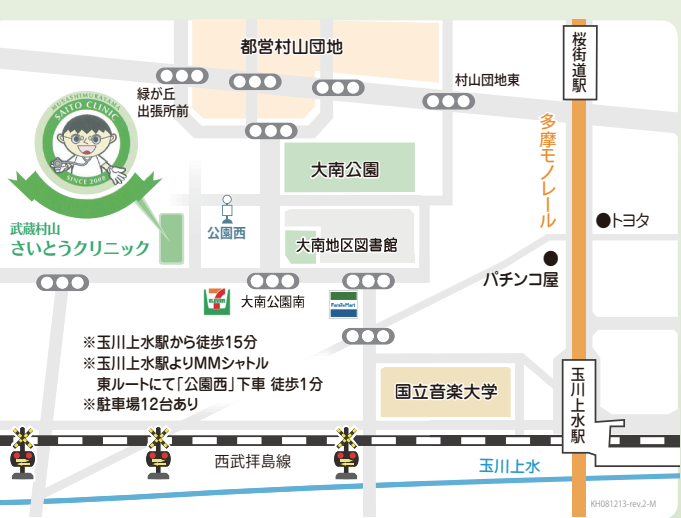 都営村山団地
桜街道駅
緑が丘
出張所前
村山団地東
MUSASHIMURAYAMA
SAITO CLINIC
SINCE 2008
多摩モノレール
大南公園
武蔵村山
さいとうクリニック
公園西
大南地区図書館
●トヨタ
パチンコ屋
7
ELEVEN
大南公園南
FamilyMart
※玉川上水駅から徒歩15分
※玉川上水駅よりMMシャトル
東ルートにて「公園西」下車 徒歩1分
※駐車場12台あり
国立音楽大学
玉川上水駅
西武拝島線
玉川上水
KH081213-rev.2-M